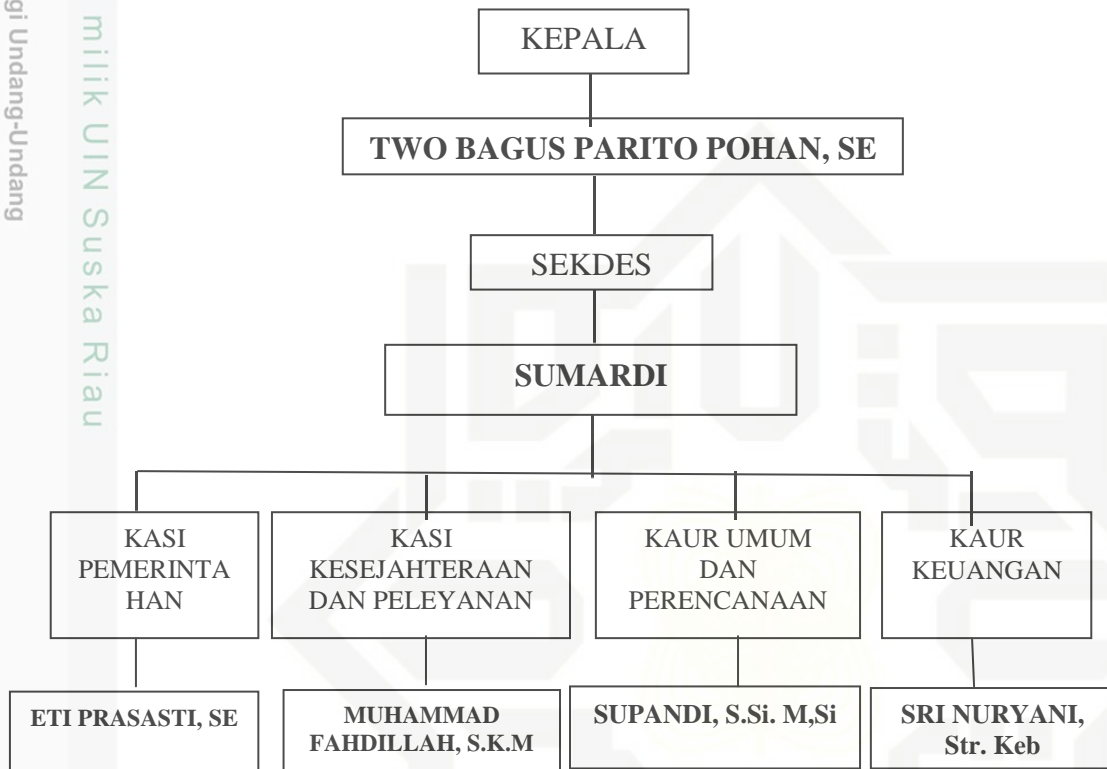 gi Undang-Undang
milik UIN Suska Riau
KEPALA
TWO BAGUS PARITO POHAN, SE
SEKDES
SUMARDI
KASI
PEMERINTA
HAN
KASI
KESEJAHTERAAN
DAN PELEYANAN
KAUR UMUM
DAN
PERENCANAAN
KAUR
KEUANGAN
ETI PRASASTI, SE
MUHAMMAD
FAHDILLAH, S.K.M
SUPANDI, S.Si. M,Si
SRI NURYANI,
Str. Keb